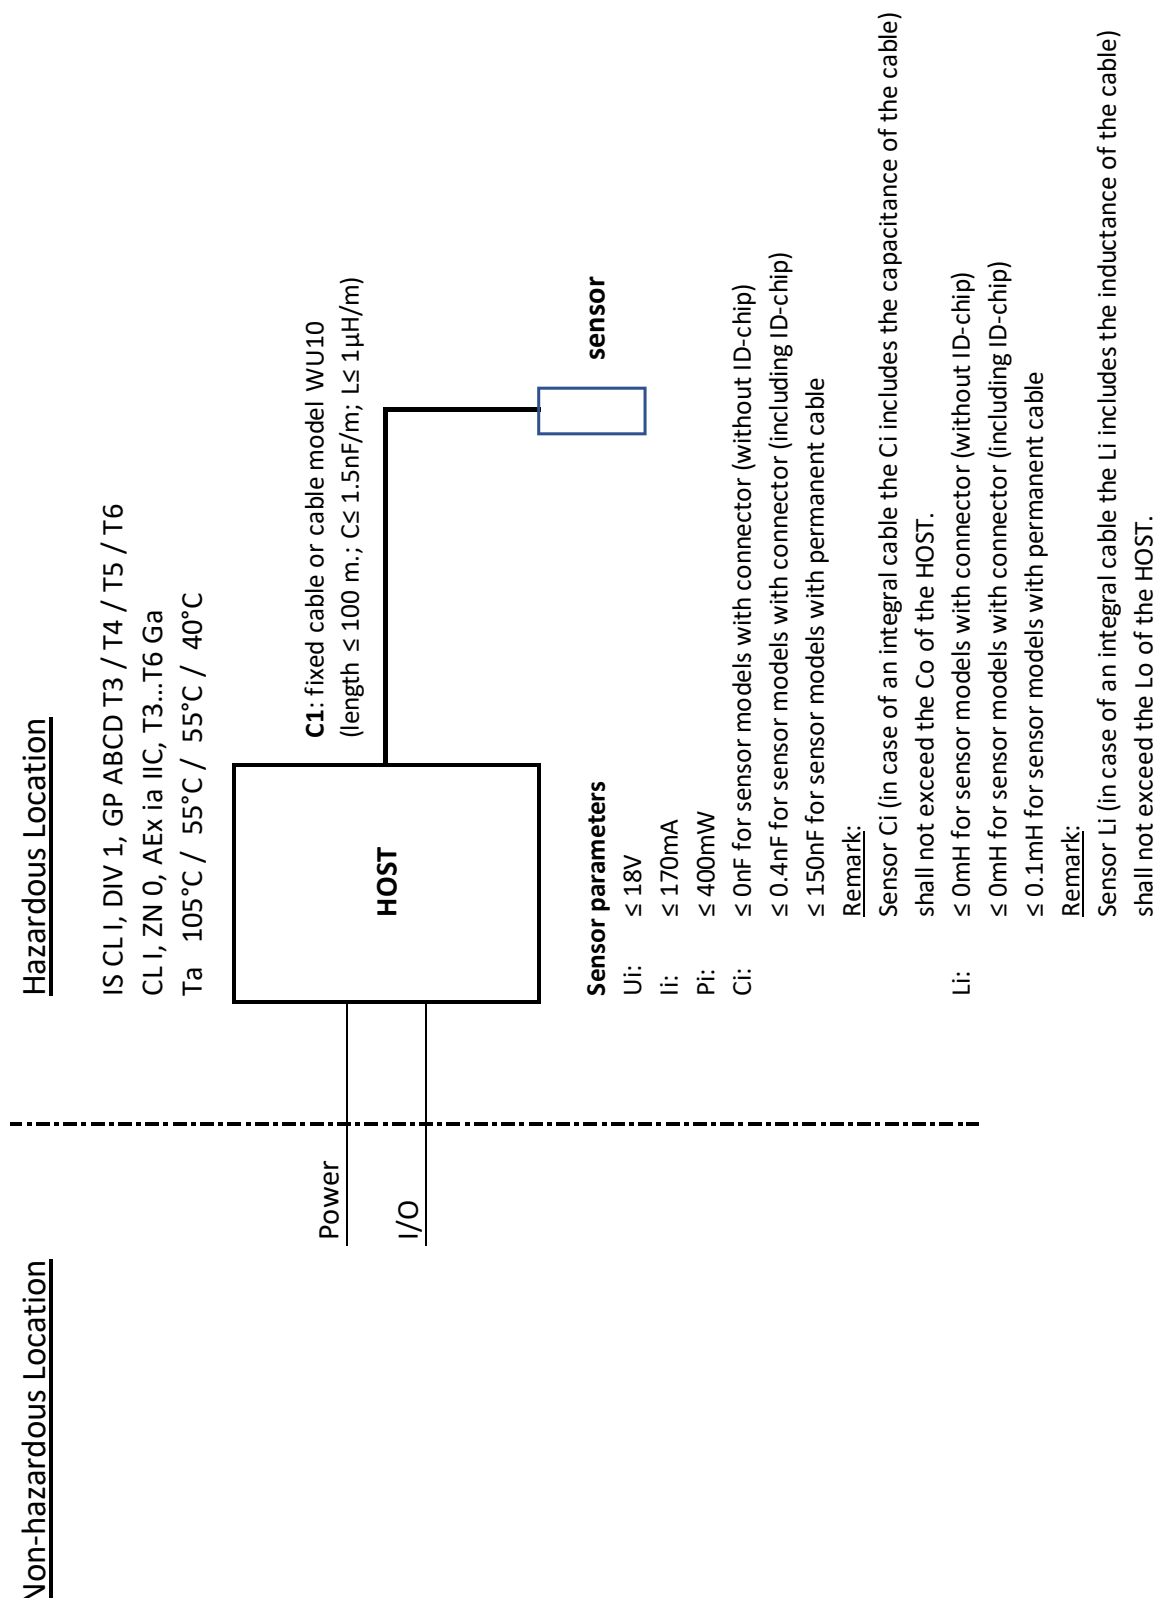 Non-hazardous Location
Hazardous Location
IS CL I, DIV 1, GP ABCD T3 / T4 / T5 / T6
CL I, ZN 0, AEx ia IIC, T3...T6 Ga
Ta 105°C / 55°C / 55°C / 40°C
Power
I/O
HOST
C1: fixed cable or cable model WU10
(length ≤ 100 m.; C≤ 1.5nF/m; L≤ 1µH/m)
sensor
Sensor parameters
Ui: ≤ 18V
Ii: ≤ 170mA
Pi: ≤ 400mW
Ci: ≤ 0nF for sensor models with connector (without ID-chip)
≤ 0.4nF for sensor models with connector (including ID-chip)
≤ 150nF for sensor models with permanent cable
Remark:
Sensor Ci (in case of an integral cable the Ci includes the capacitance of the cable)
shall not exceed the Co of the HOST.
Li: ≤ 0mH for sensor models with connector (without ID-chip)
≤ 0mH for sensor models with connector (including ID-chip)
≤ 0.1mH for sensor models with permanent cable
Remark:
Sensor Li (in case of an integral cable the Li includes the inductance of the cable)
shall not exceed the Lo of the HOST.